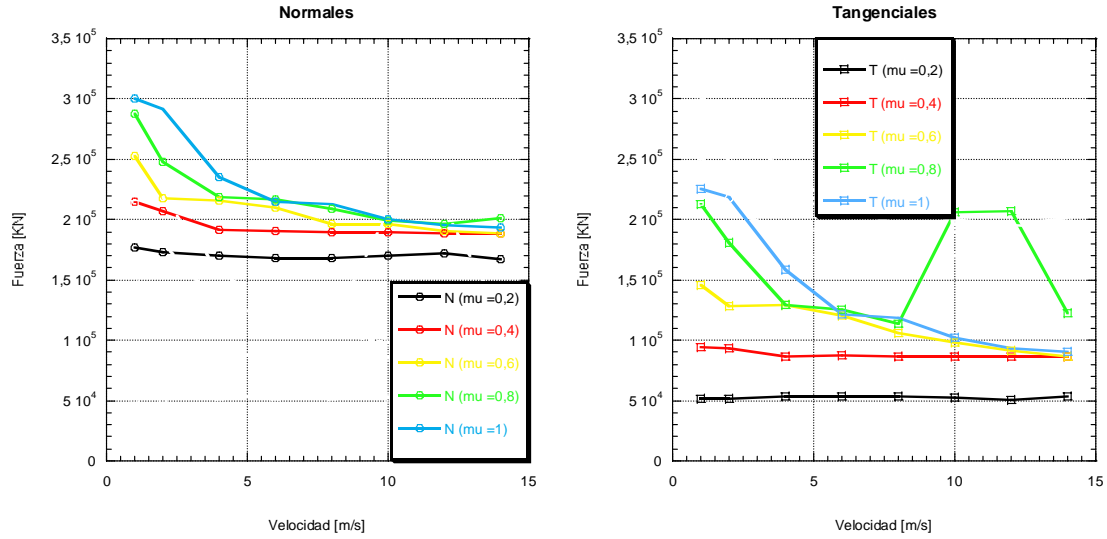 Normales
3,5 10^5
3 10^5
2,5 10^5
2 10^5
1,5 10^5
1 10^5
5 10^4
0
Fuerza [KN]
N (mu =0,2)
N (mu =0,4)
N (mu =0,6)
N (mu =0,8)
N (mu =1)
0 5 10 15
Velocidad [m/s]
Tangenciales
3,5 10^5
3 10^5
2,5 10^5
2 10^5
1,5 10^5
1 10^5
5 10^4
0
Fuerza [KN]
T (mu =0,2)
T (mu =0,4)
T (mu =0,6)
T (mu =0,8)
T (mu =1)
0 5 10 15
Velocidad [m/s]